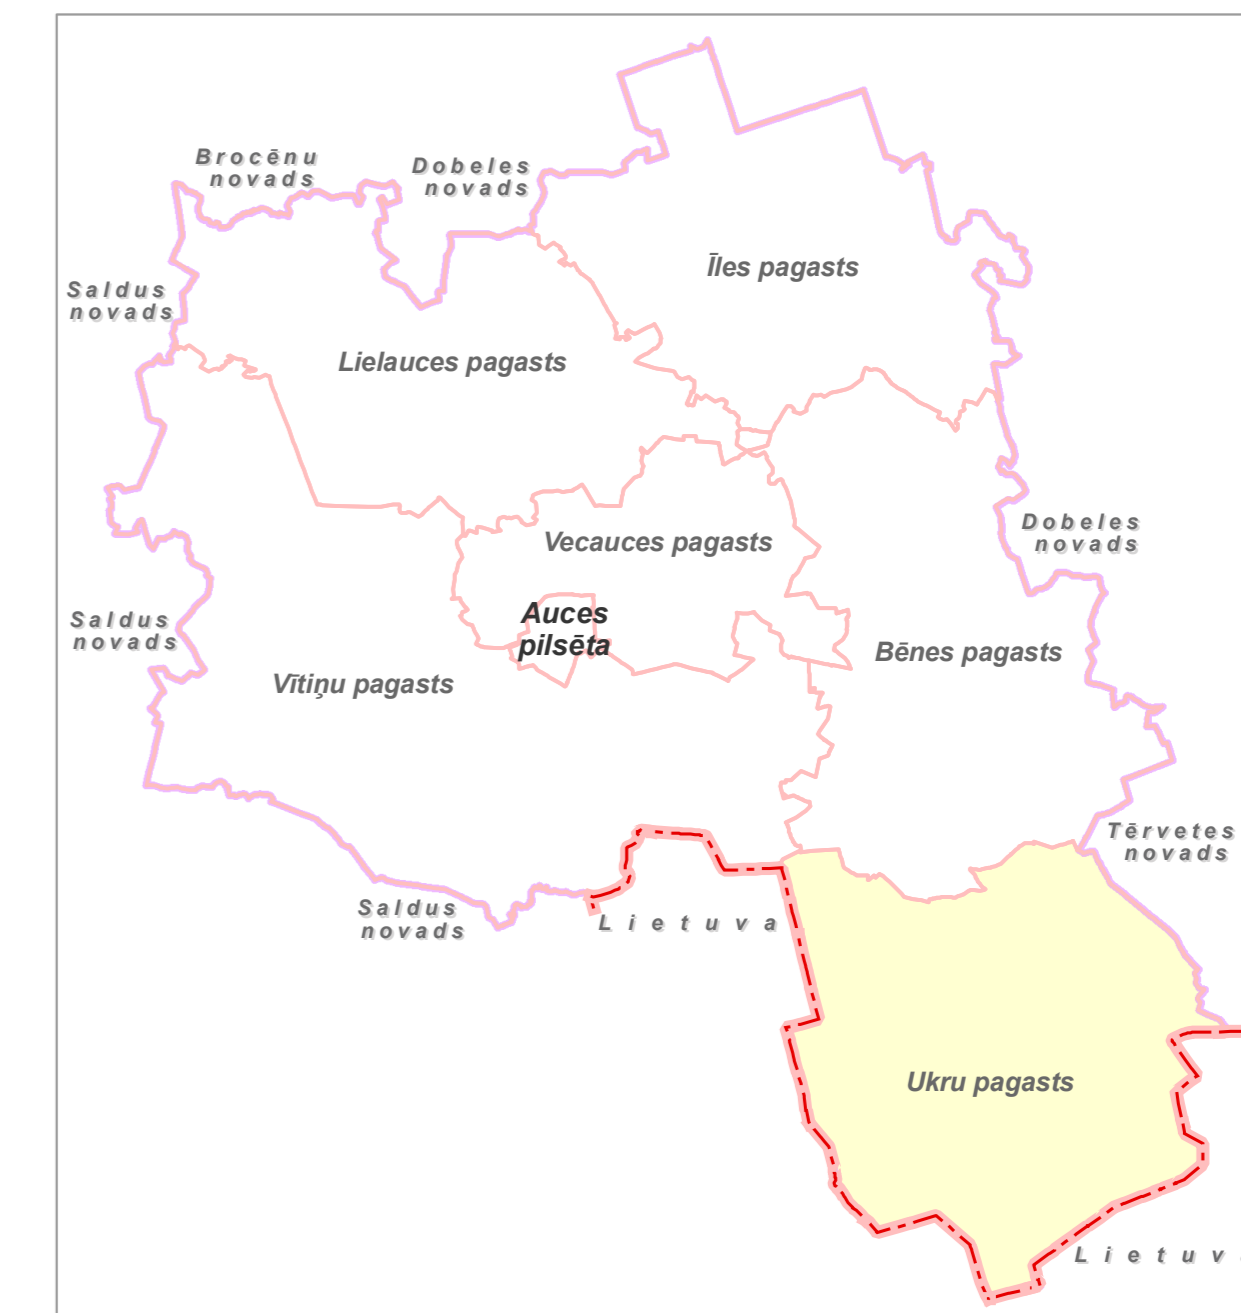 Brocēnu
novads
Dobeles
novads
Īles pagasts
Saldus
novads
Lielauces pagasts
Dobeles
novads
Vecauces pagasts
Auces
pilsēta
Saldus
novads
Bēnes pagasts
Vītiņu pagasts
Tērvetes
novads
Saldus
novads
Lietuva
Ukru pagasts
Lietuv